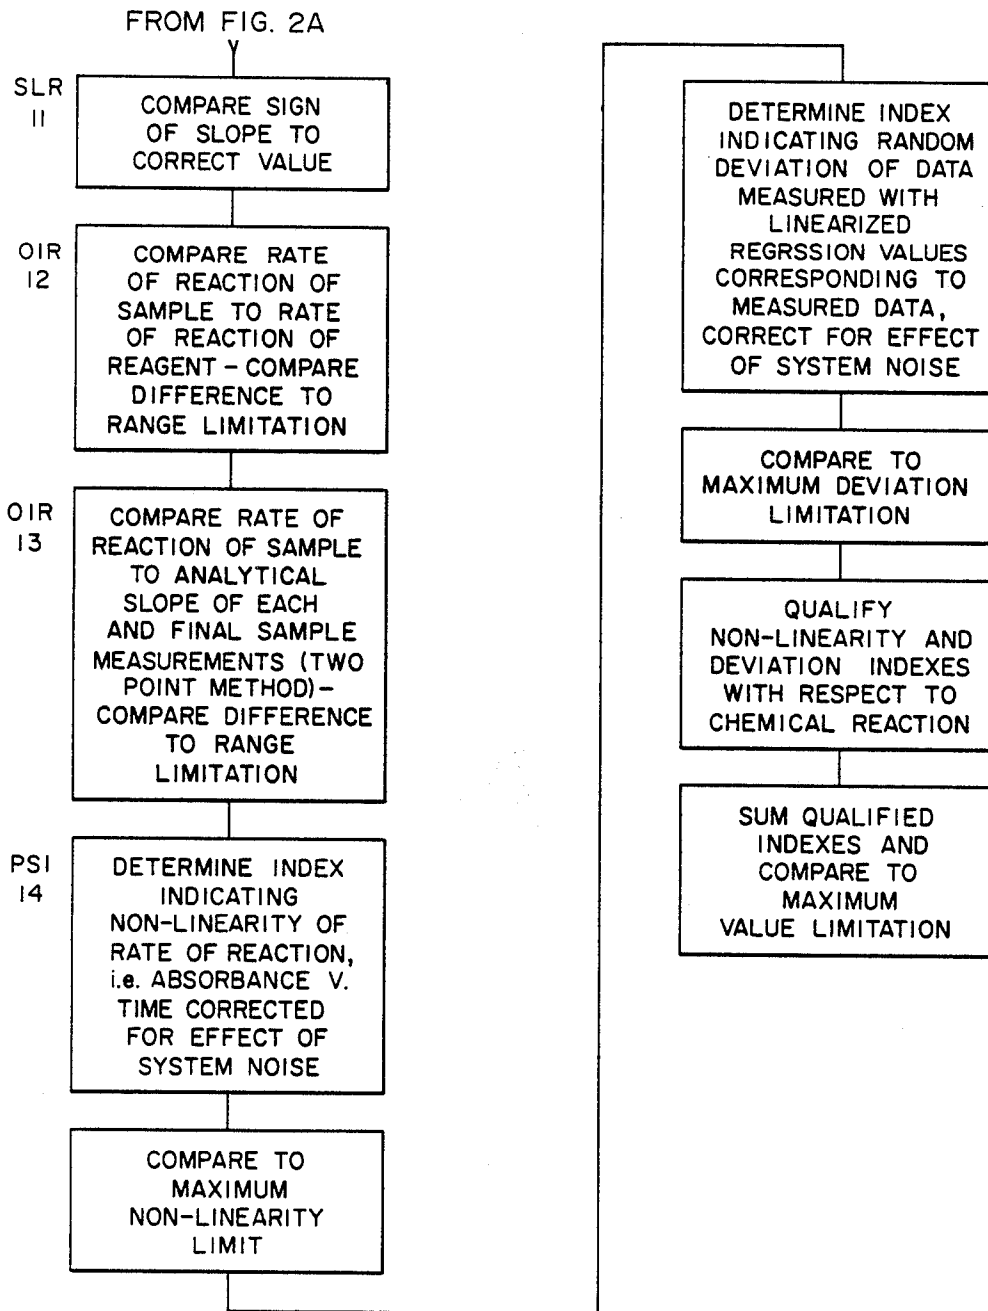 FROM FIG. 2A
SLR
11
COMPARE SIGN
OF SLOPE TO
CORRECT VALUE
OIR
12
COMPARE RATE
OF REACTION OF
SAMPLE TO RATE
OF REACTION OF
REAGENT – COMPARE
DIFFERENCE TO
RANGE LIMITATION
OIR
13
COMPARE RATE OF
REACTION OF SAMPLE
TO ANALYTICAL
SLOPE OF EACH
AND FINAL SAMPLE
MEASUREMENTS (TWO
POINT METHOD)–
COMPARE DIFFERENCE
TO RANGE
LIMITATION
PSI
14
DETERMINE INDEX
INDICATING
NON-LINEARITY OF
RATE OF REACTION,
i.e. ABSORBANCE V.
TIME CORRECTED
FOR EFFECT OF
SYSTEM NOISE
COMPARE TO
MAXIMUM
NON-LINEARITY
LIMIT
DETERMINE INDEX
INDICATING RANDOM
DEVIATION OF DATA
MEASURED WITH
LINEARIZED
REGRSSION VALUES
CORRESPONDING TO
MEASURED DATA,
CORRECT FOR EFFECT
OF SYSTEM NOISE
COMPARE TO
MAXIMUM DEVIATION
LIMITATION
QUALIFY
NON-LINEARITY AND
DEVIATION INDEXES
WITH RESPECT TO
CHEMICAL REACTION
SUM QUALIFIED
INDEXES AND
COMPARE TO
MAXIMUM
VALUE LIMITATION